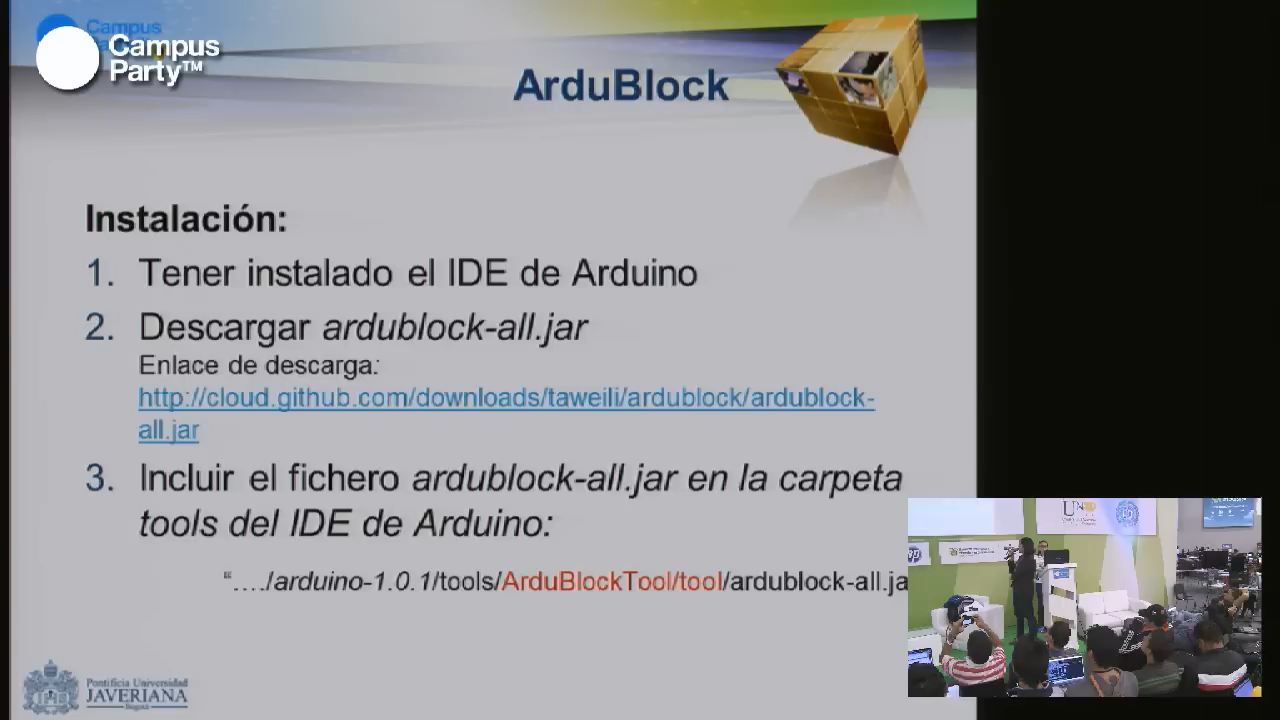 Campus
Party™
ArduBlock
Instalación:
1. Tener instalado el IDE de Arduino
2. Descargar ardublock-all.jar
Enlace de descarga:
http://cloud.github.com/downloads/taweili/ardublock/ardublock-
all.jar
3. Incluir el fichero ardublock-all.jar en la carpeta
tools del IDE de Arduino:
“…./arduino-1.0.1/tools/ArduBlockTool/tool/ardublock-all.ja
Pontificia Universidad
JAVERIANA
Bogotá
hp